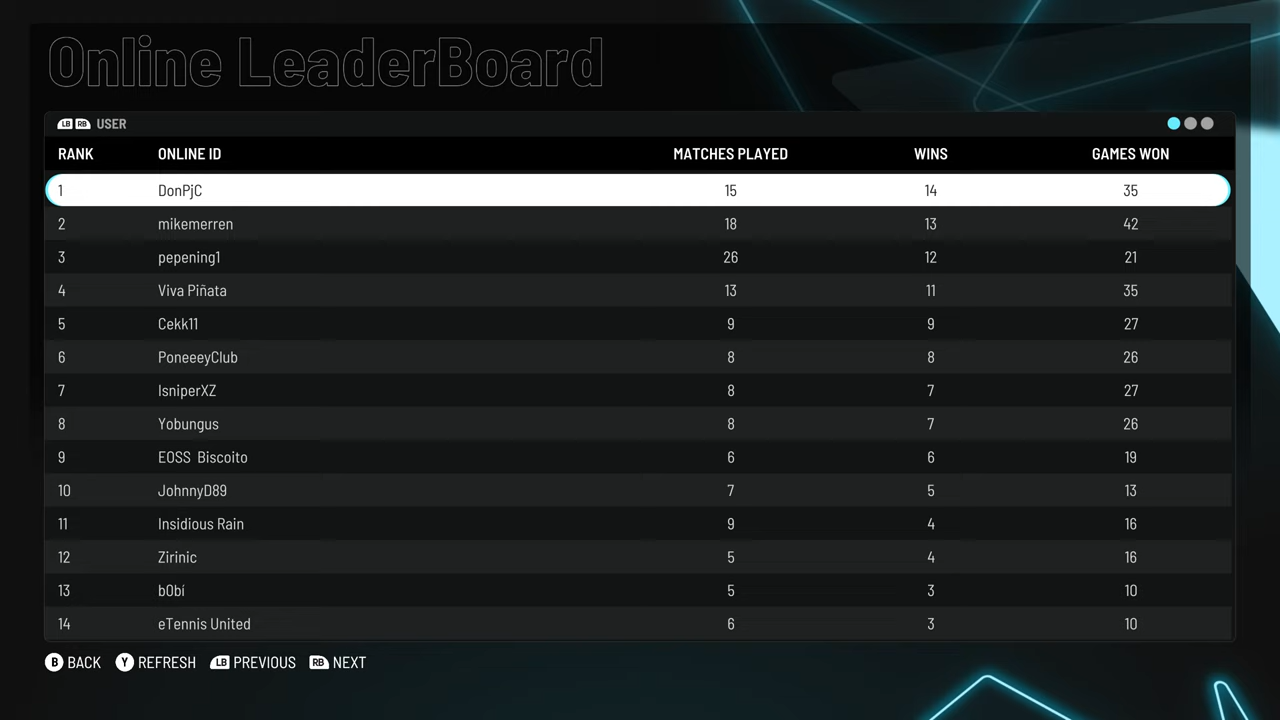 Online LeaderBoard
LB RB USER
RANK ONLINE ID MATCHES PLAYED WINS GAMES WON
1 DonPjC 15 14 35
2 mikemerren 18 13 42
3 pepening1 26 12 21
4 Viva Piñata 13 11 35
5 Cekk11 9 9 27
6 PoneeeyClub 8 8 26
7 IsniperXZ 8 7 27
8 Yobungus 8 7 26
9 EOSS Biscoito 6 6 19
10 JohnnyD89 7 5 13
11 Insidious Rain 9 4 16
12 Zirinic 5 4 16
13 b0bí 5 3 10
14 eTennis United 6 3 10
B BACK Y REFRESH LB PREVIOUS RB NEXT